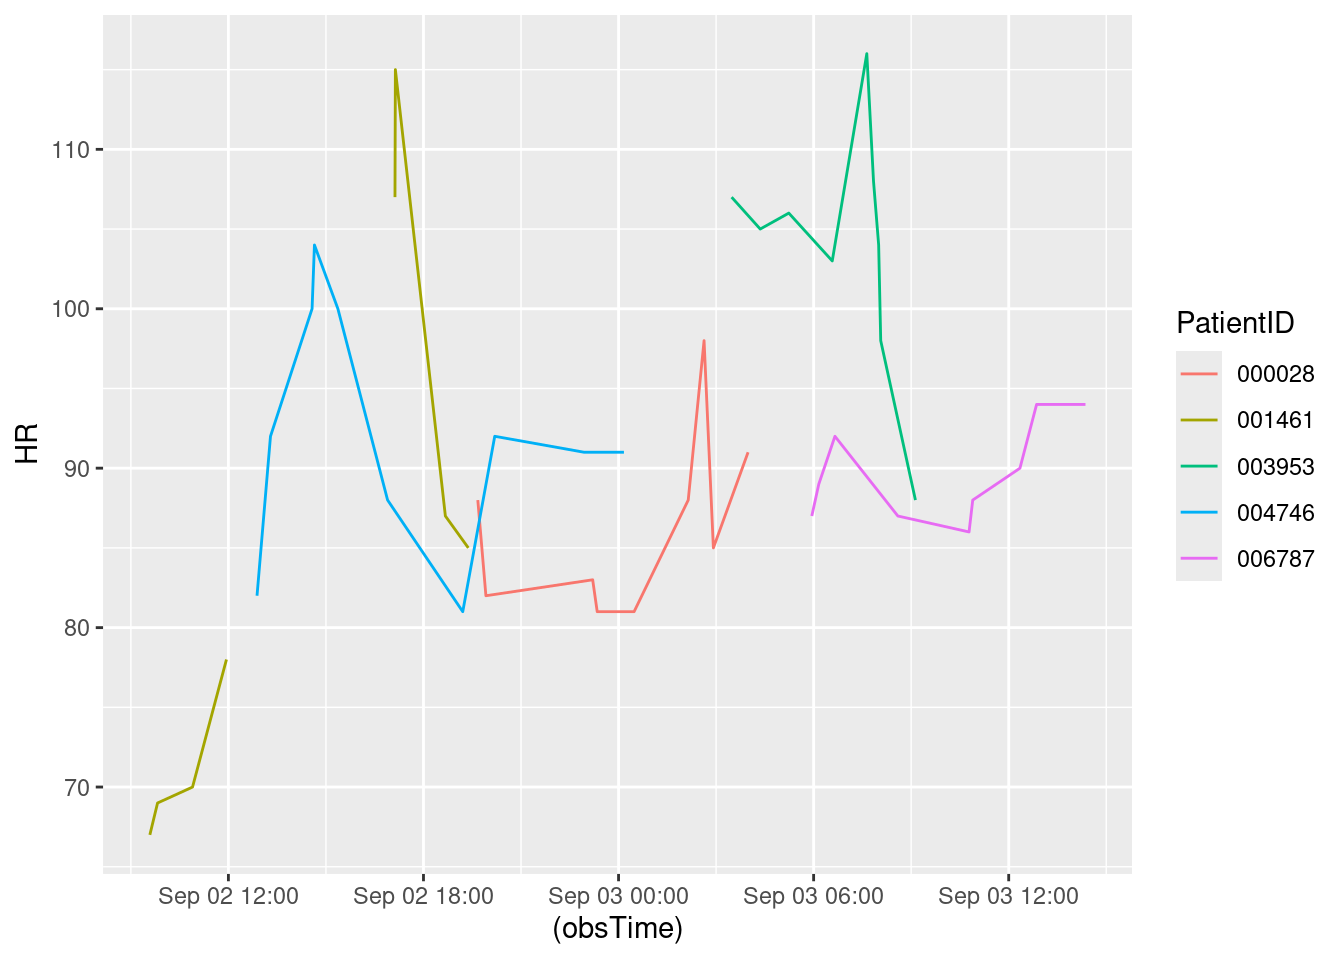 110
100
90
80
70
HR
Sep 02 12:00
Sep 02 18:00
Sep 03 00:00
Sep 03 06:00
Sep 03 12:00
(obsTime)
PatientID
000028
001461
003953
004746
006787